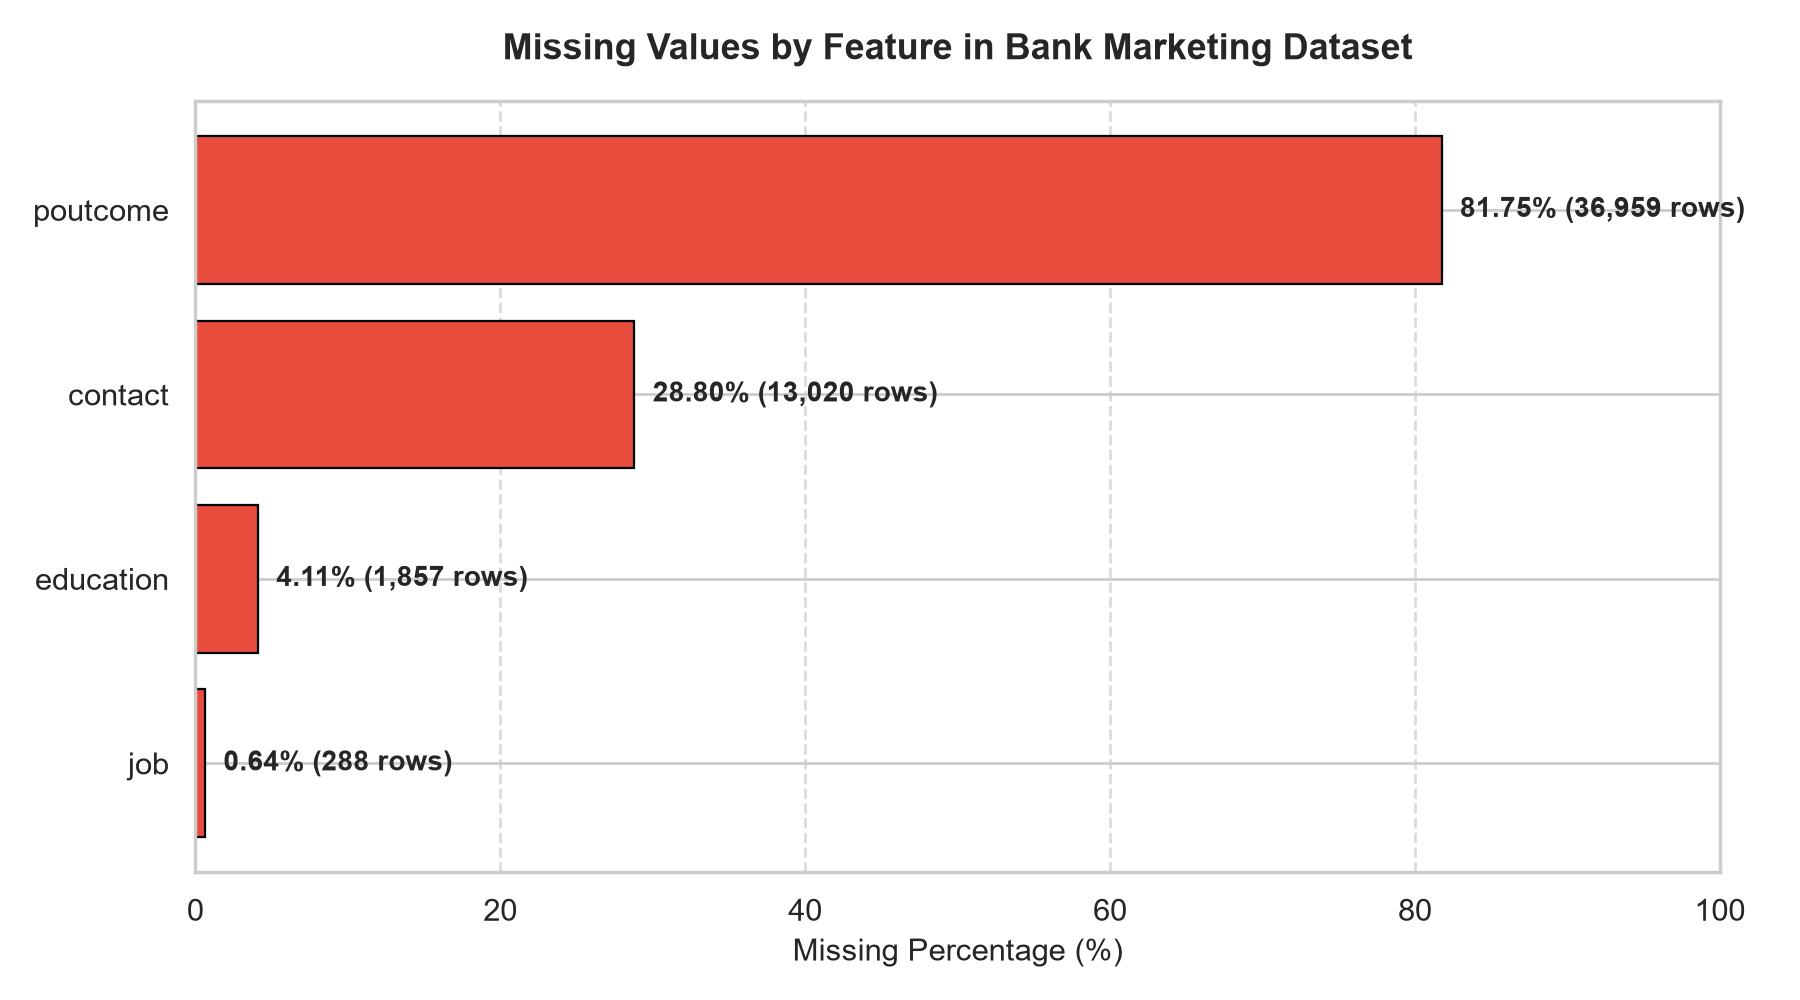 Missing Values by Feature in Bank Marketing Dataset
poutcome
81.75% (36,959 rows)
contact
28.80% (13,020 rows)
education
4.11% (1,857 rows)
job
0.64% (288 rows)
0 20 40 60 80 100
Missing Percentage (%)